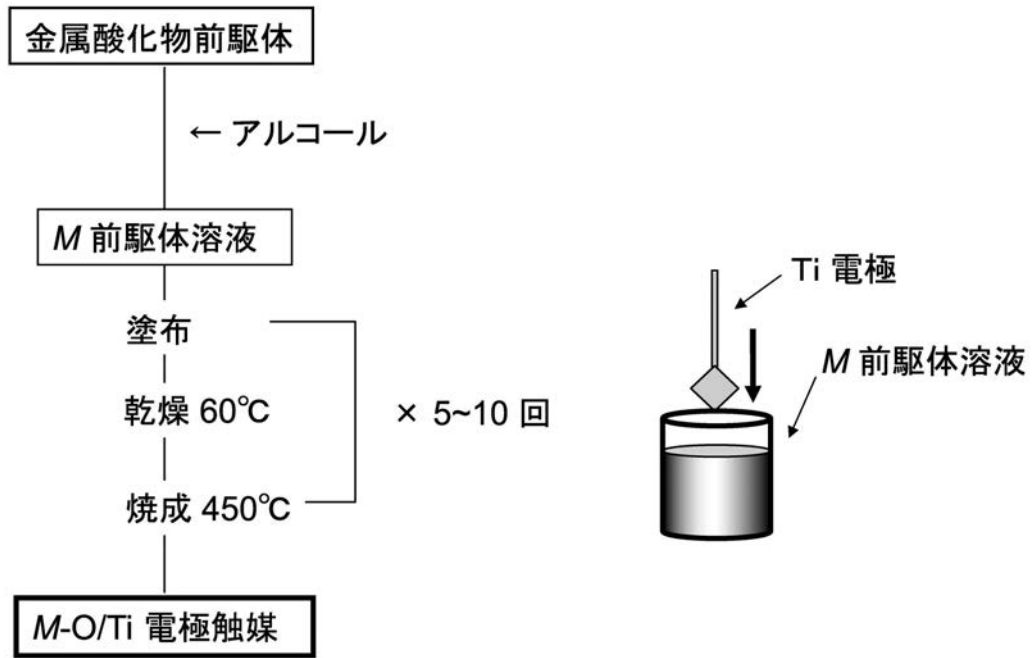 金属酸化物前駆体
← アルコール
M 前駆体溶液
塗布
乾燥 60℃
× 5~10 回
焼成 450℃
M-O/Ti 電極触媒
Ti 電極
M 前駆体溶液